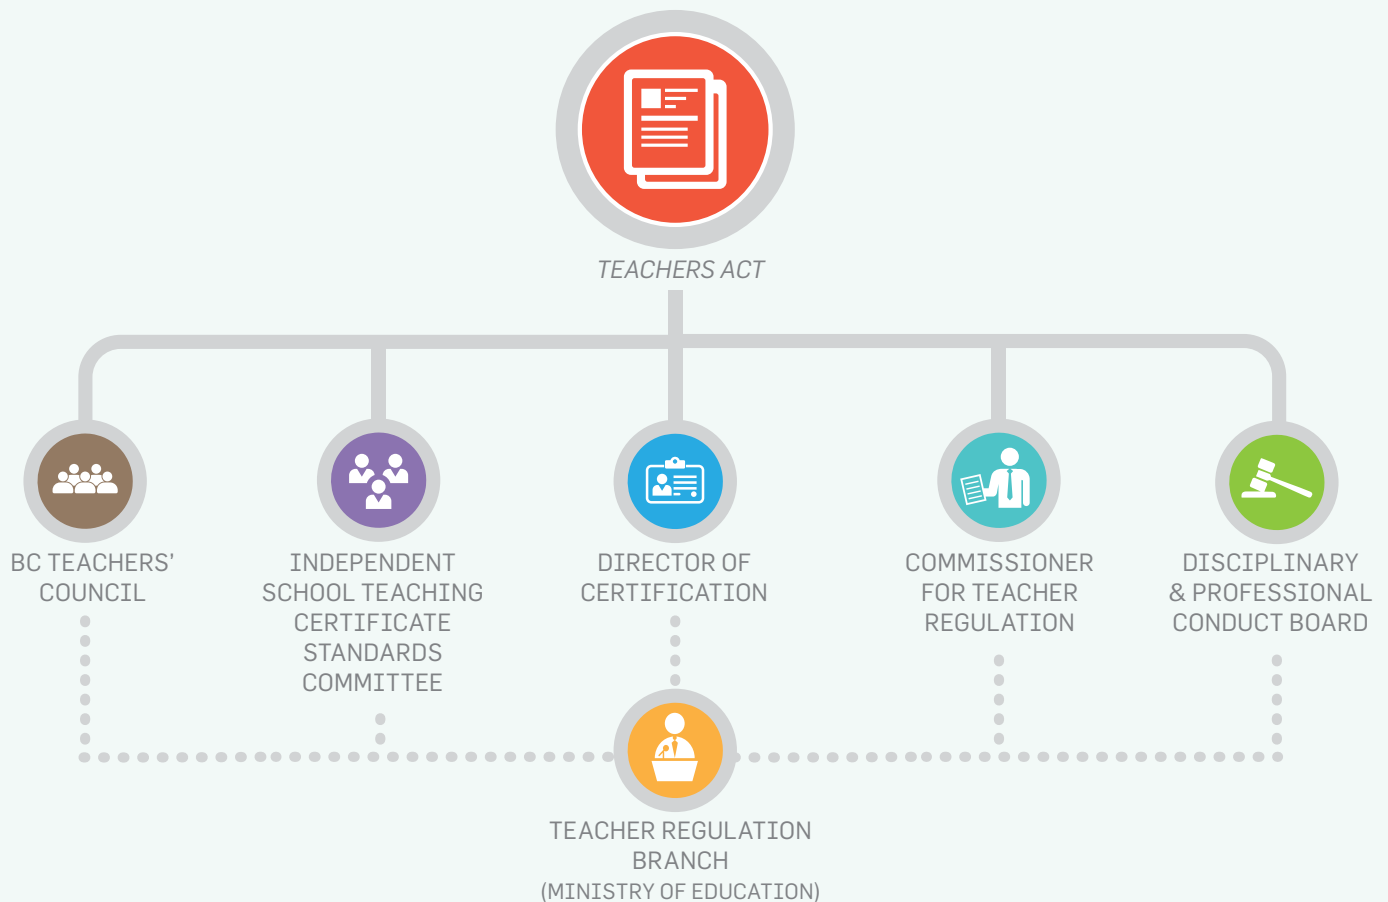 TEACHERS ACT
BC TEACHERS’
COUNCIL
INDEPENDENT
SCHOOL TEACHING
CERTIFICATE
STANDARDS
COMMITTEE
DIRECTOR OF
CERTIFICATION
COMMISSIONER
FOR TEACHER
REGULATION
DISCIPLINARY
& PROFESSIONAL
CONDUCT BOARD
TEACHER REGULATION
BRANCH
(MINISTRY OF EDUCATION)